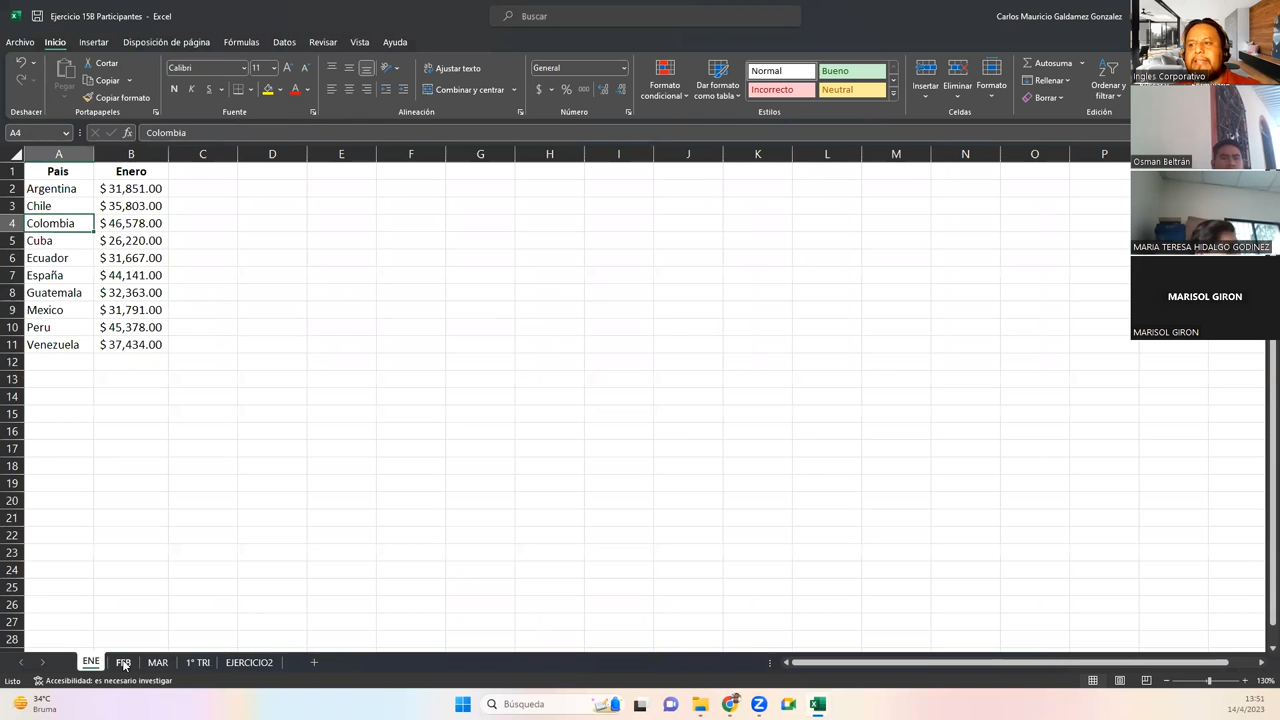 Ejercicio 15B Participantes - Excel
Buscar
Carlos Mauricio Galdamez Gonzalez
Archivo Inicio Insertar Disposición de página Fórmulas Datos Revisar Vista Ayuda
Pegar
Cortar
Copiar
Copiar formato
Calibri 11
N
Ajustar texto
Combinar y centrar
General
$ % 000
Formato condicional
Dar formato como tabla
Normal Bueno
Incorrecto Neutral
Insertar Eliminar Formato
Autosuma
Rellenar
Borrar
Ordenar y filtrar
Deshacer Portapapeles Fuente Alineación Número Estilos Celdas Edición
A4 fx Colombia
A B C D E F G H I J K L M N O P
1 Pais Enero
2 Argentina $ 31,851.00
3 Chile $ 35,803.00
4 Colombia $ 46,578.00
5 Cuba $ 26,220.00
6 Ecuador $ 31,667.00
7 España $ 44,141.00
8 Guatemala $ 32,363.00
9 Mexico $ 31,791.00
10 Peru $ 45,378.00
11 Venezuela $ 37,434.00
12
13
14
15
16
17
18
19
20
21
22
23
24
25
26
27
28
Ingles Corporativo
Osman Beltrán
MARIA TERESA HIDALGO GODINEZ
MARISOL GIRON
MARISOL GIRON
ENE FEB MAR 1° TRI EJERCICIO2
Listo Accesibilidad: es necesario investigar 130%
34°C
Bruma
Búsqueda
13:51
14/4/2023